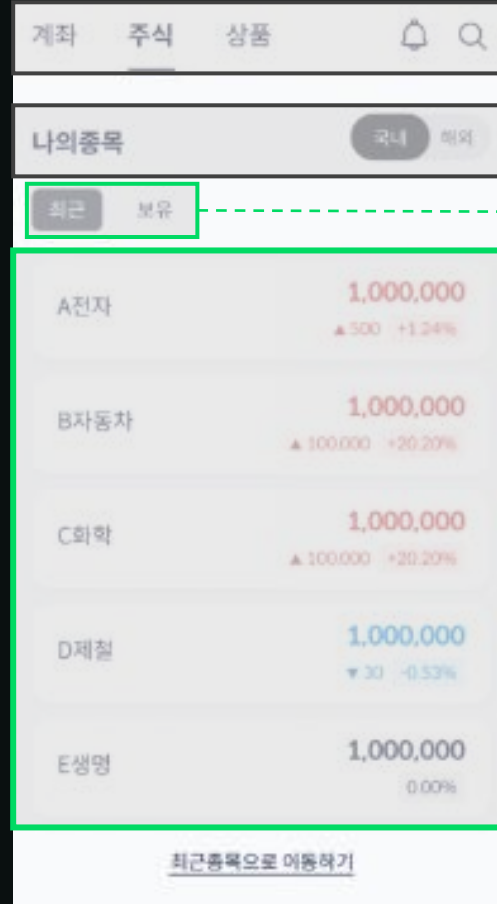 계좌 주식 상품
나의종목 국내 해외
최근 보유
A전자 1,000,000
▲500 +1.24%
B자동차 1,000,000
▲100,000 +20.20%
C화학 1,000,000
▲100,000 +20.20%
D제철 1,000,000
▼30 -0.53%
E생명 1,000,000
0.00%
최근종목으로 이동하기